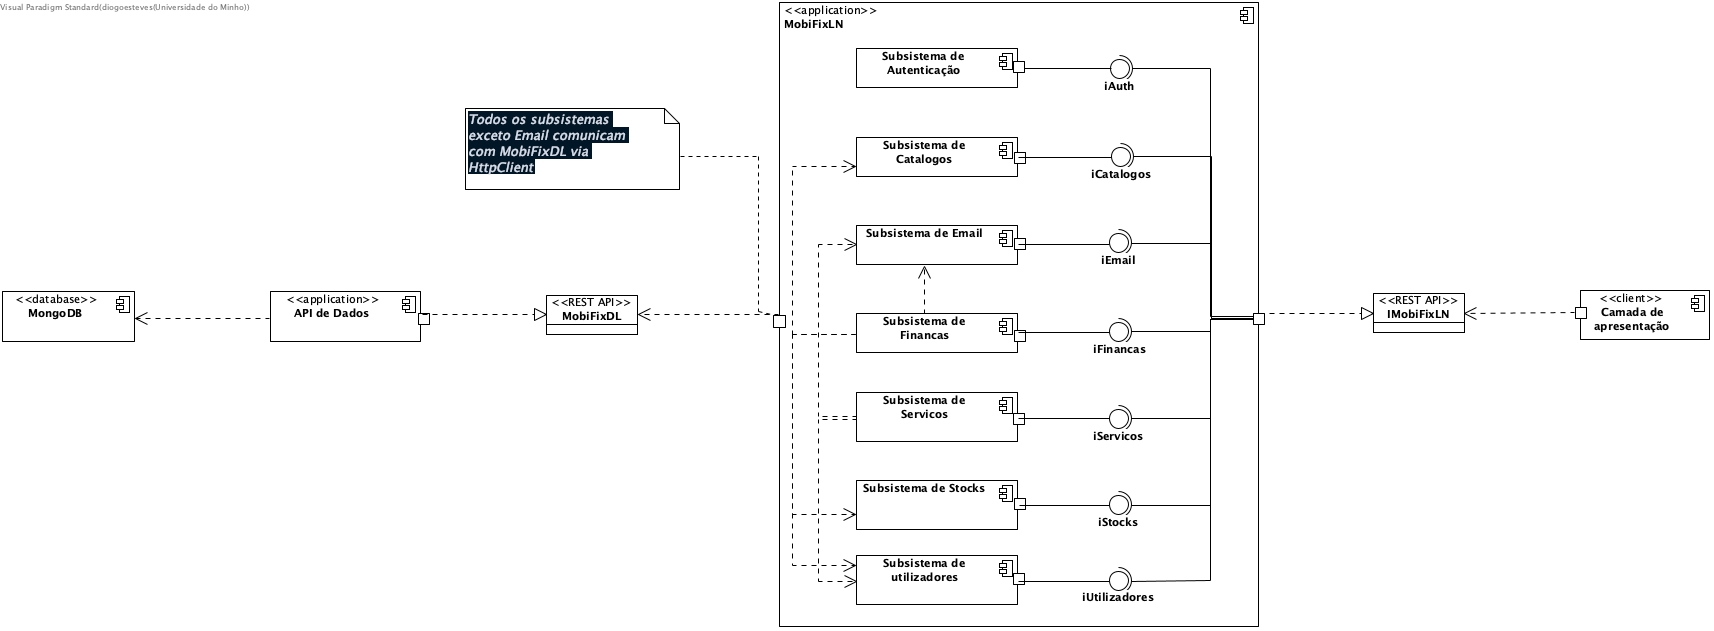 Visual Paradigm Standard(diogoesteves(Universidade do Minho))
<<application>>
MobiFixLN
Subsistema de
Autenticação
iAuth
Todos os subsistemas
exceto Email comunicam
com MobiFixDL via
HttpClient
Subsistema de
Catalogos
iCatalogos
Subsistema de Email
iEmail
<<database>>
MongoDB
<<application>>
API de Dados
<<REST API>>
MobiFixDL
Subsistema de
Financas
iFinancas
<<REST API>>
IMobiFixLN
<<client>>
Camada de
apresentação
Subsistema de
Servicos
iServicos
Subsistema de Stocks
iStocks
Subsistema de
utilizadores
iUtilizadores